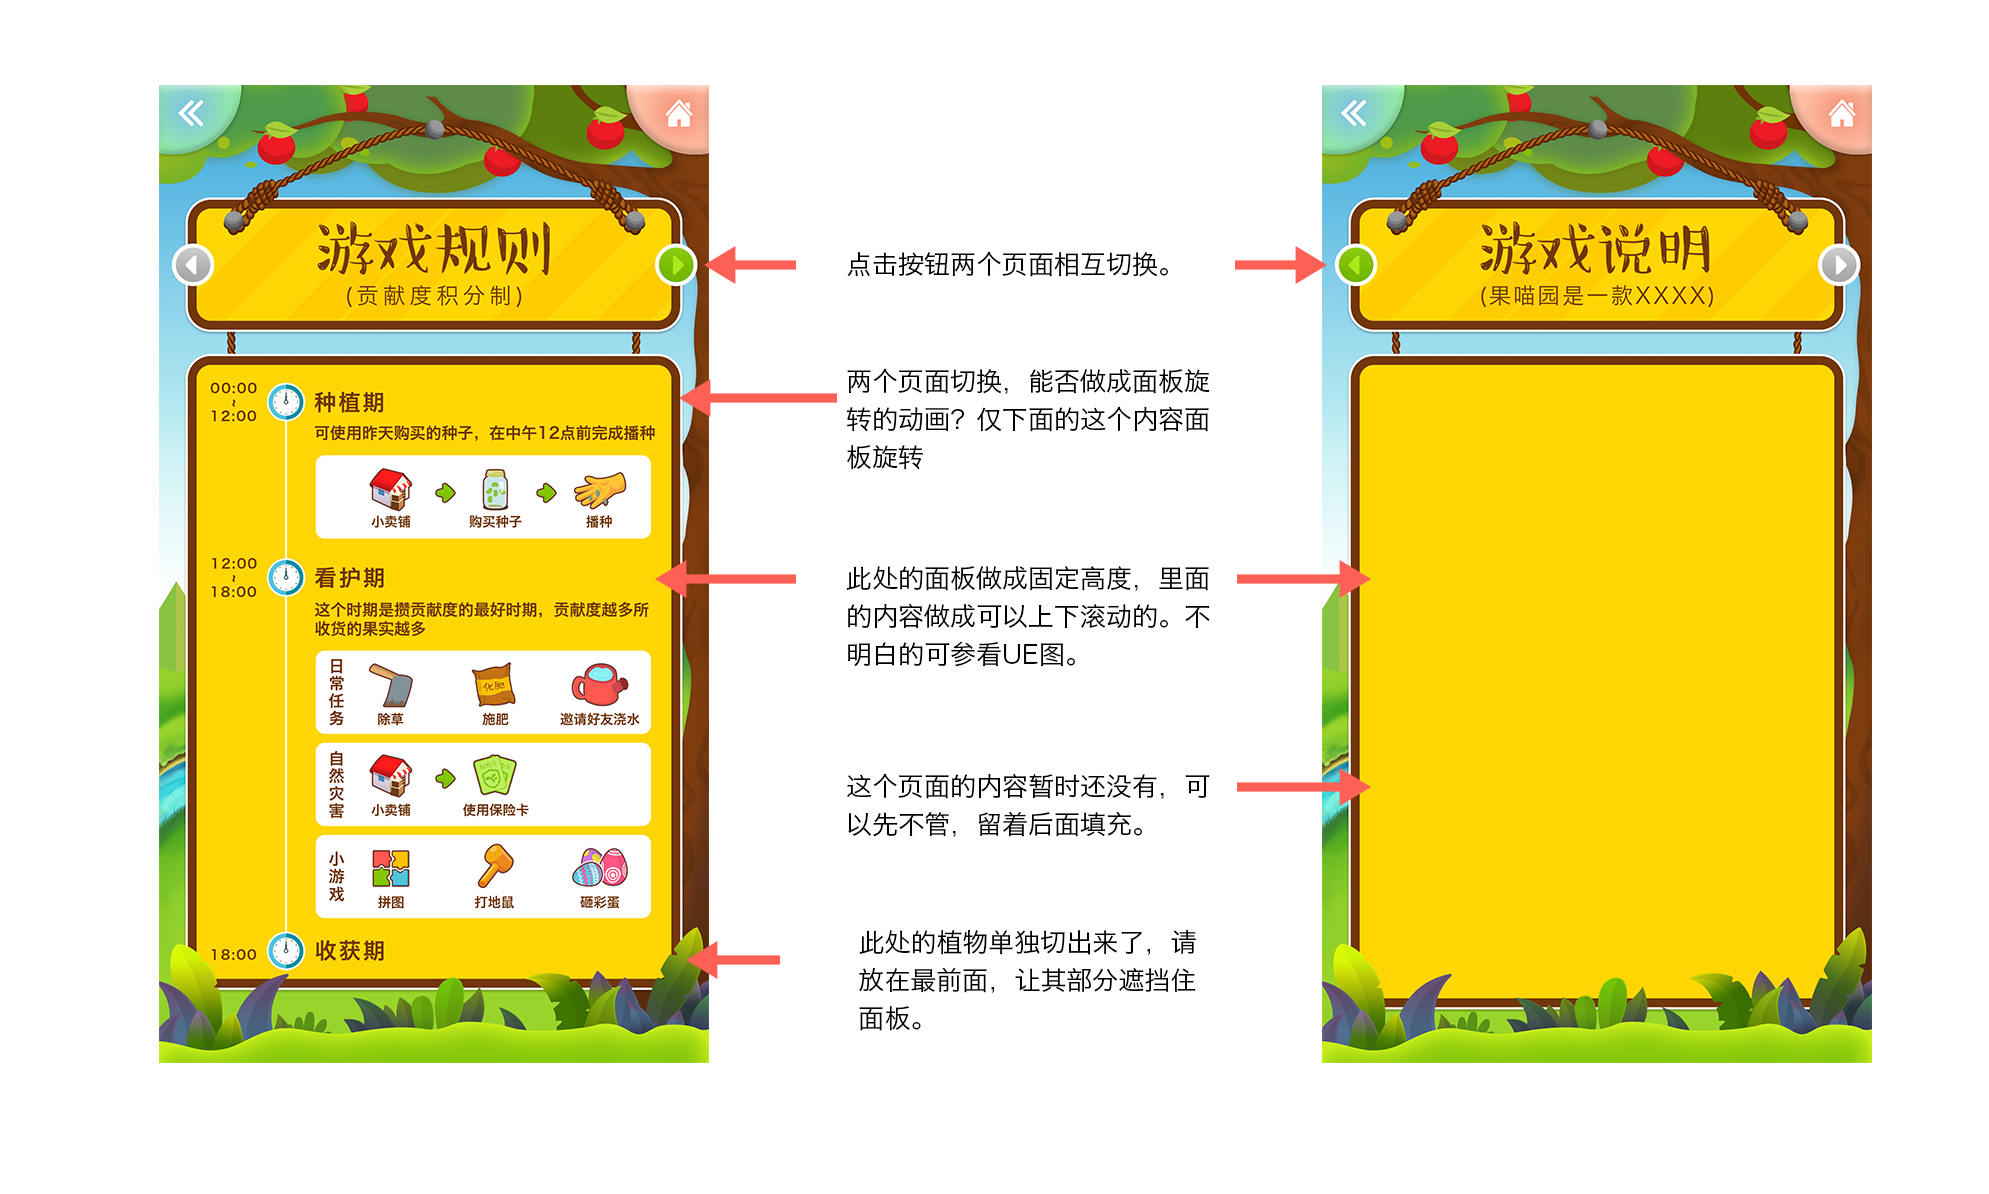 游戏规则
(贡献度积分制)
00:00
~
12:00
种植期
可使用昨天购买的种子，在中午12点前完成播种
小卖铺
购买种子
播种
12:00
~
18:00
看护期
这个时期是攒贡献度的最好时期，贡献度越多所
收货的果实越多
日常任务
除草
化肥
施肥
邀请好友浇水
自然灾害
小卖铺
使用保险卡
小游戏
拼图
打地鼠
砸彩蛋
18:00
收获期
点击按钮两个页面相互切换。
两个页面切换，能否做成面板旋
转的动画？仅下面的这个内容面
板旋转
此处的面板做成固定高度，里面
的内容做成可以上下滚动的。不
明白的可参看UE图。
这个页面的内容暂时还没有，可
以先不管，留着后面填充。
此处的植物单独切出来了，请
放在最前面，让其部分遮挡住
面板。
游戏说明
(果喵园是一款XXXX)